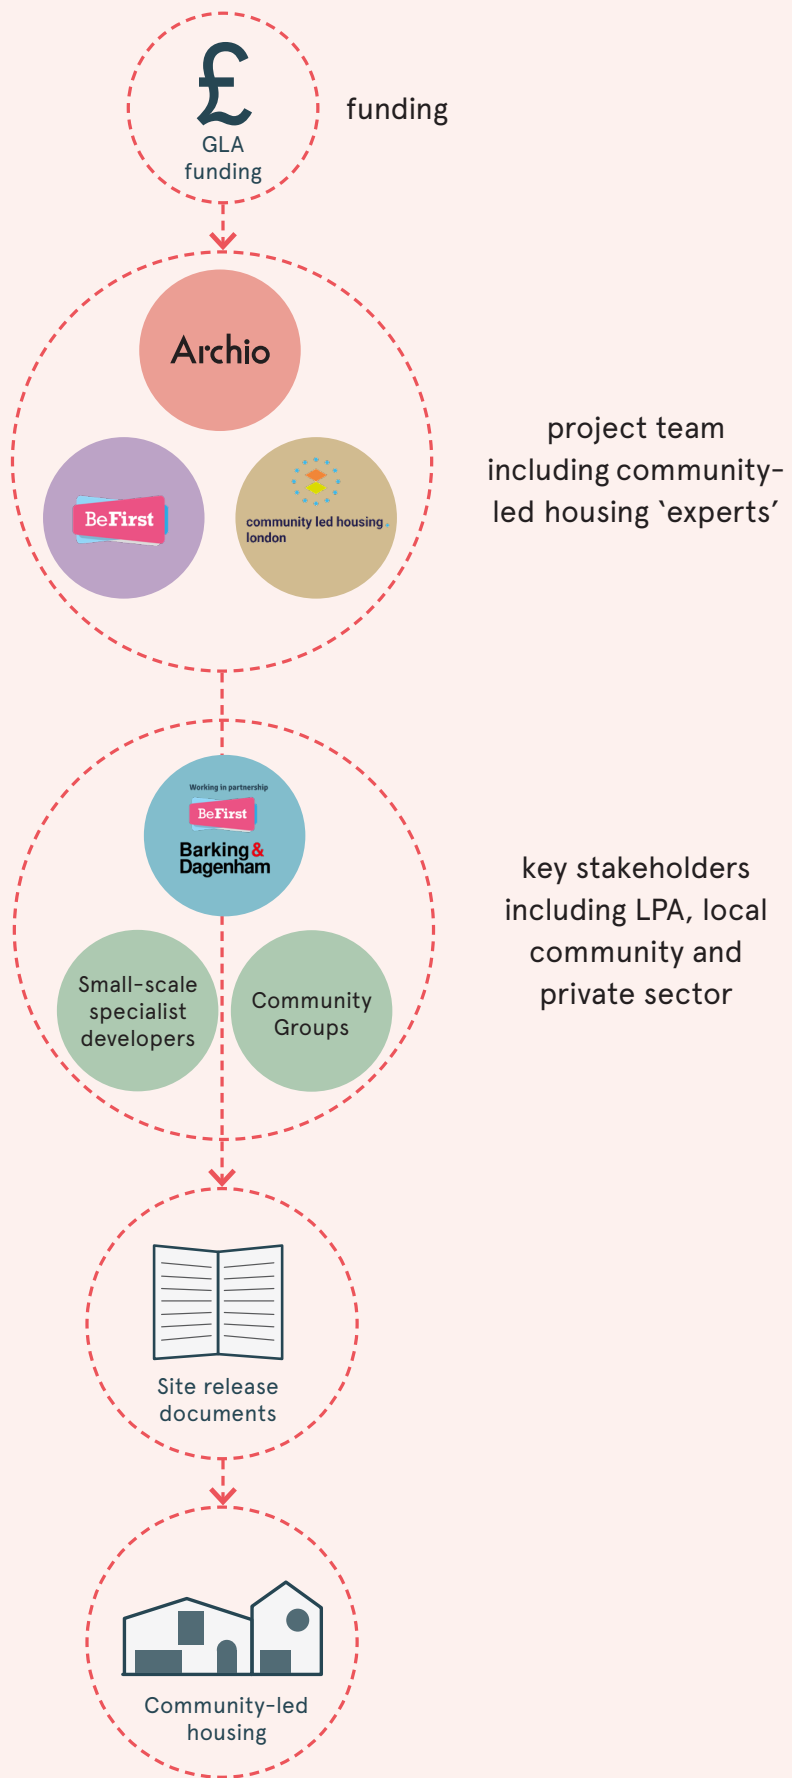 £
GLA
funding
funding
Archio
BeFirst
community led housing
london
project team
including community-
led housing ‘experts’
Working in partnership
BeFirst
Barking &
Dagenham
Small-scale
specialist
developers
Community
Groups
key stakeholders
including LPA, local
community and
private sector
Site release
documents
Community-led
housing